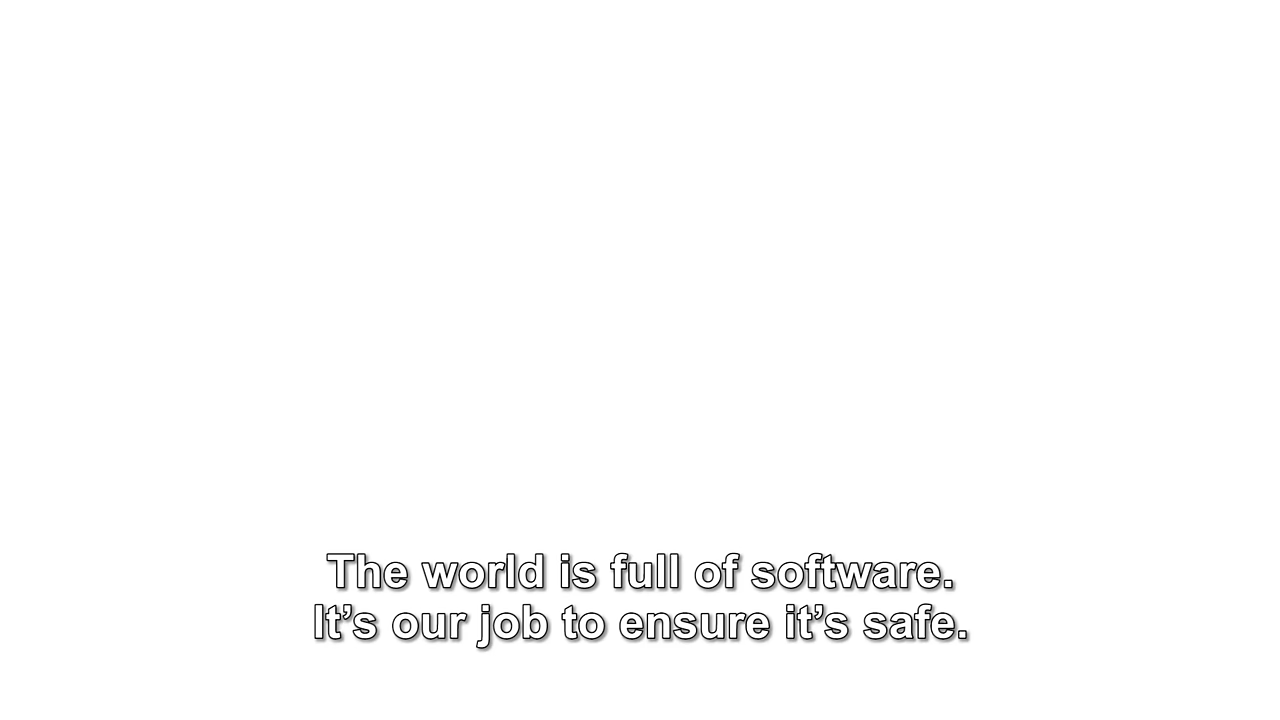 The world is full of software.
It’s our job to ensure it’s safe.